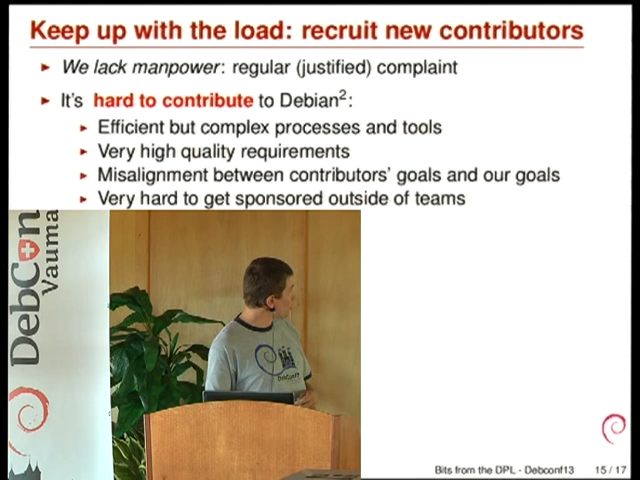 Keep up with the load: recruit new contributors
We lack manpower: regular (justified) complaint
It's hard to contribute to Debian2:
Efficient but complex processes and tools
Very high quality requirements
Misalignment between contributors' goals and our goals
Very hard to get sponsored outside of teams
DebCon
Vauma
DebConf
Bits from the DPL - Debconf13 15 / 17